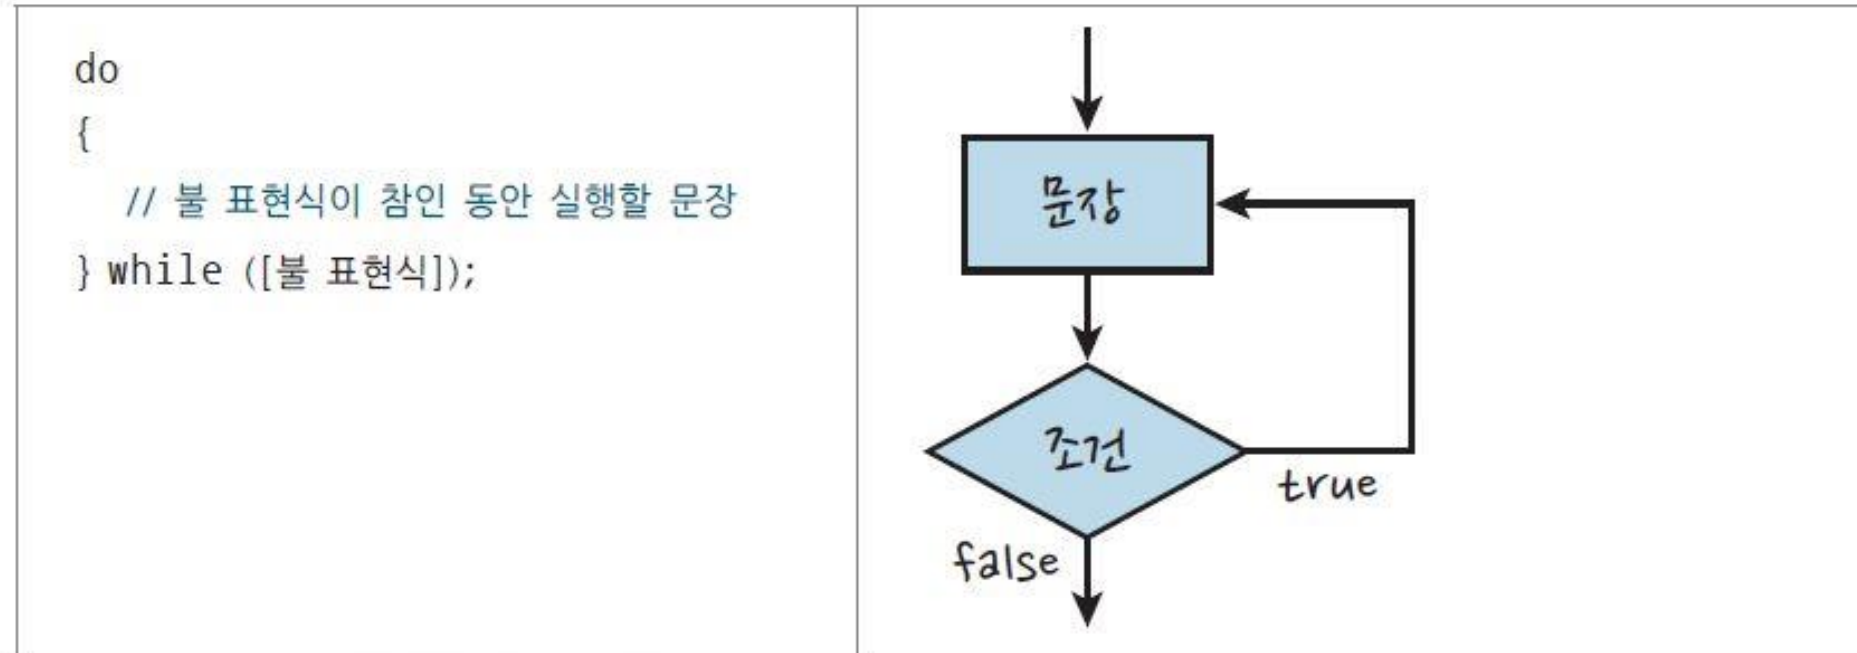 do
{
// 불 표현식이 참인 동안 실행할 문장
} while ([불 표현식]);
문장
조건
true
false